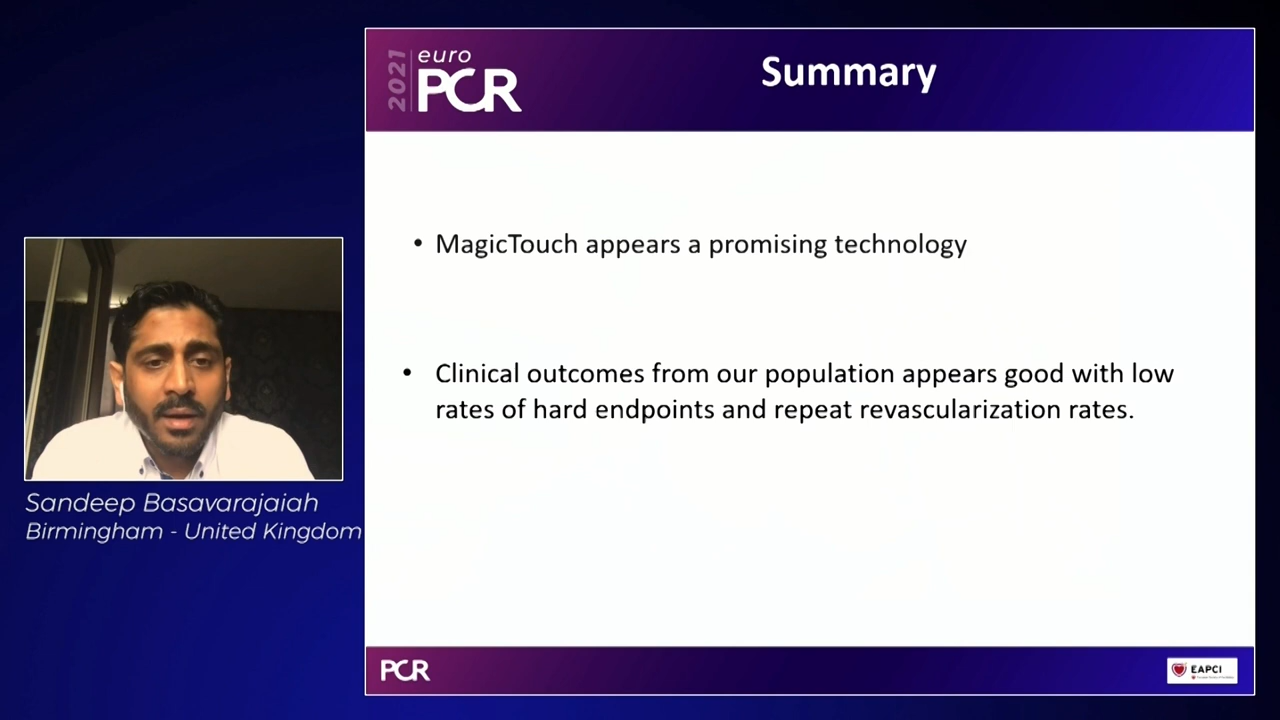 2021
euro
PCR
Summary
• MagicTouch appears a promising technology
• Clinical outcomes from our population appears good with low
rates of hard endpoints and repeat revascularization rates.
Sandeep Basavarajaiah
Birmingham - United Kingdom
PCR
EAPCI